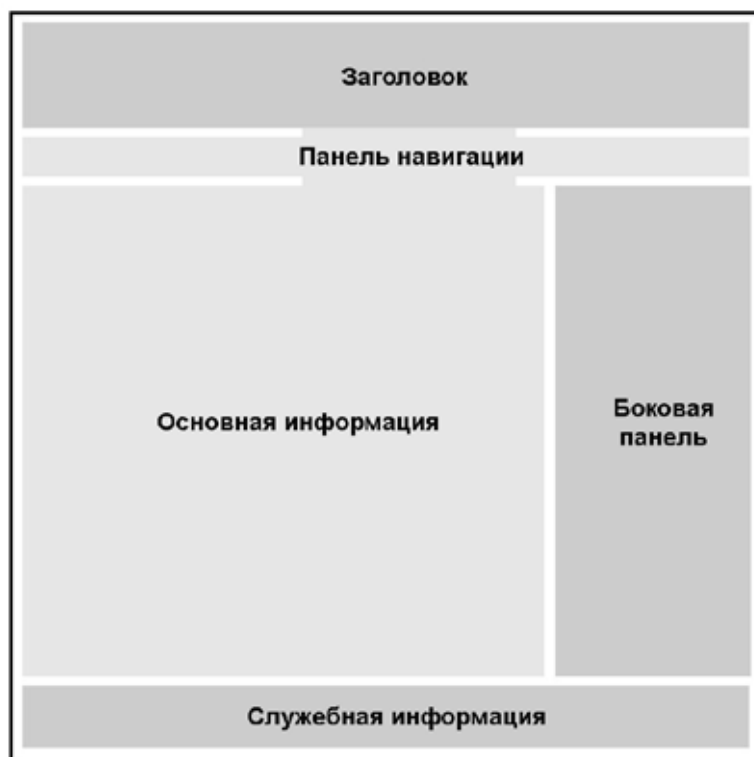 Заголовок
Панель навигации
Основная информация
Боковая
панель
Служебная информация